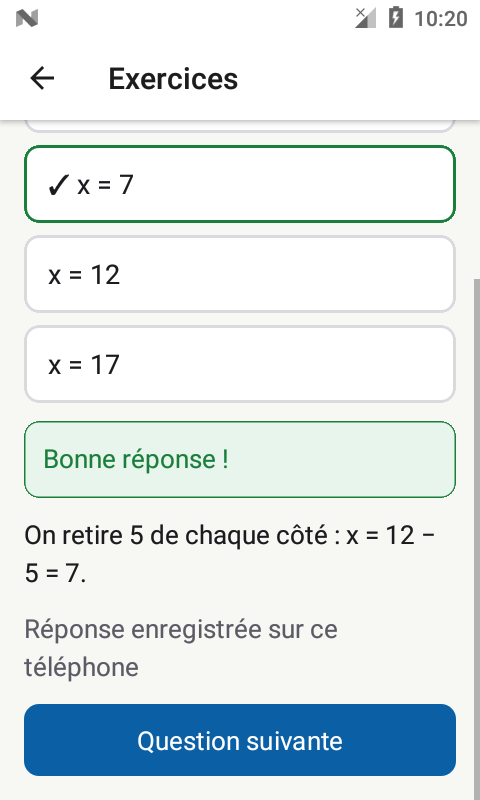 10:20
Exercices
✓ x = 7
x = 12
x = 17
Bonne réponse !
On retire 5 de chaque côté : x = 12 −
5 = 7.
Réponse enregistrée sur ce
téléphone
Question suivante